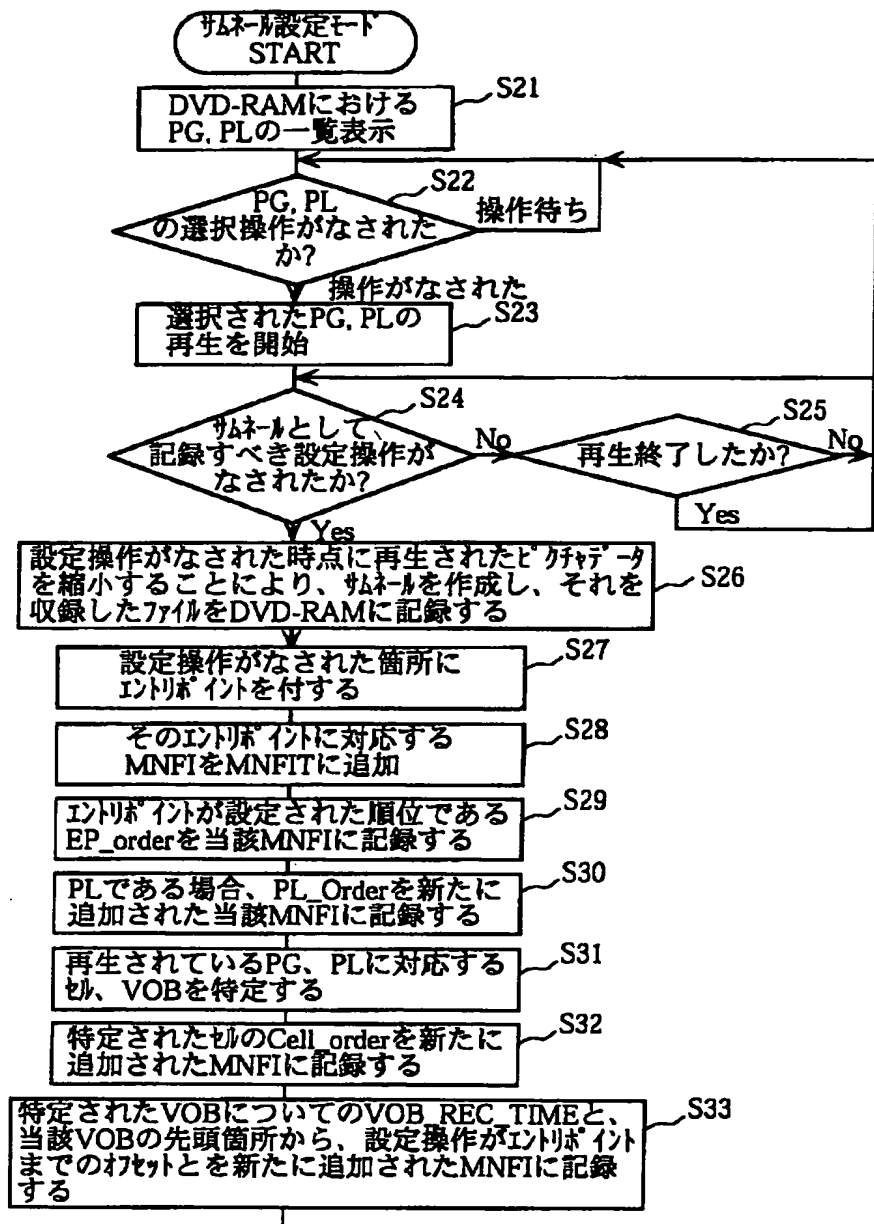 サムネール設定モード
START
S21
DVD-RAMにおける
PG, PLの一覧表示
S22
PG, PL
の選択操作がなされた
か?
操作待ち
操作がなされた
S23
選択されたPG, PLの
再生を開始
S24
サムネールとして、
記録すべき設定操作が
なされたか?
No
S25
再生終了したか?
No
Yes
Yes
設定操作がなされた時点に再生されたピクチャデータ
を縮小することにより、サムネールを作成し、それを
収録したファイルをDVD-RAMに記録する
S26
設定操作がなされた箇所に
エントリポイントを付する
S27
そのエントリポイントに対応する
MNFIをMNFITに追加
S28
エントリポイントが設定された順位である
EP_orderを当該MNFIに記録する
S29
PLである場合、PL_Orderを新たに
追加された当該MNFIに記録する
S30
再生されているPG、PLに対応する
セル、VOBを特定する
S31
特定されたセルのCell_orderを新たに
追加されたMNFIに記録する
S32
特定されたVOBについてのVOB_REC_TIMEと、
当該VOBの先頭箇所から、設定操作がエントリポイント
までのオフセットとを新たに追加されたMNFIに記録
する
S33